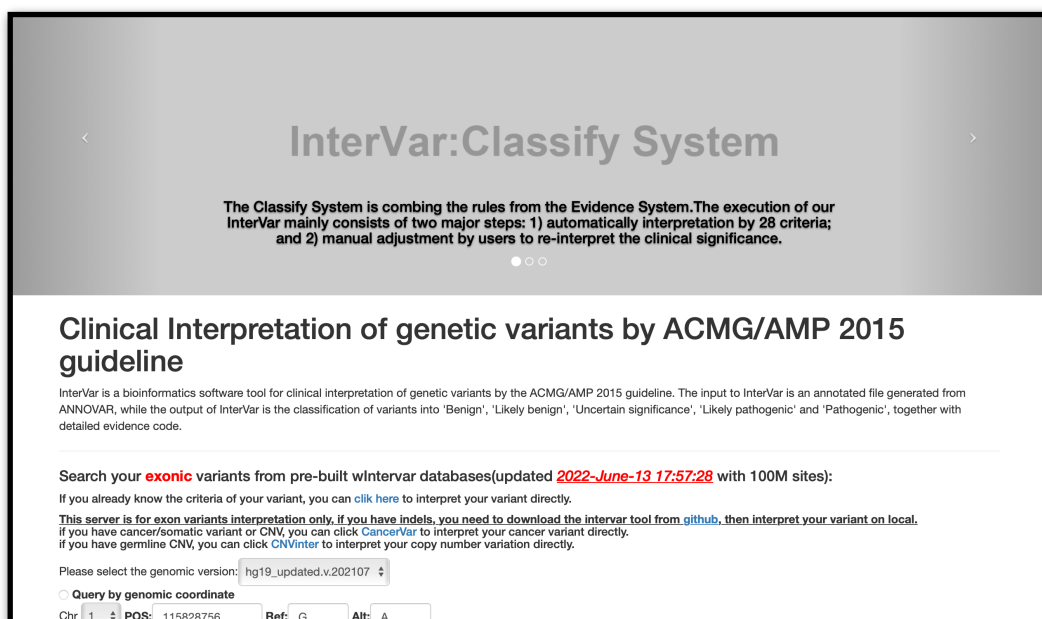 InterVar:Classify System
The Classify System is combing the rules from the Evidence System.The execution of our
InterVar mainly consists of two major steps: 1) automatically interpretation by 28 criteria;
and 2) manual adjustment by users to re-interpret the clinical significance.
Clinical Interpretation of genetic variants by ACMG/AMP 2015
guideline
InterVar is a bioinformatics software tool for clinical interpretation of genetic variants by the ACMG/AMP 2015 guideline. The input to InterVar is an annotated file generated from
ANNOVAR, while the output of InterVar is the classification of variants into 'Benign', 'Likely benign', 'Uncertain significance', 'Likely pathogenic' and 'Pathogenic', together with
detailed evidence code.
Search your exonic variants from pre-built wIntervar databases(updated 2022-June-13 17:57:28 with 100M sites):
If you already know the criteria of your variant, you can clik here to interpret your variant directly.
This server is for exon variants interpretation only, if you have indels, you need to download the intervar tool from github, then interpret your variant on local.
if you have cancer/somatic variant or CNV, you can click CancerVar to interpret your cancer variant directly.
if you have germline CNV, you can click CNVinter to interpret your copy number variation directly.
Please select the genomic version: hg19_updated.v.202107
Query by genomic coordinate
Chr 1 POS: 115828756 Ref: G Alt: A